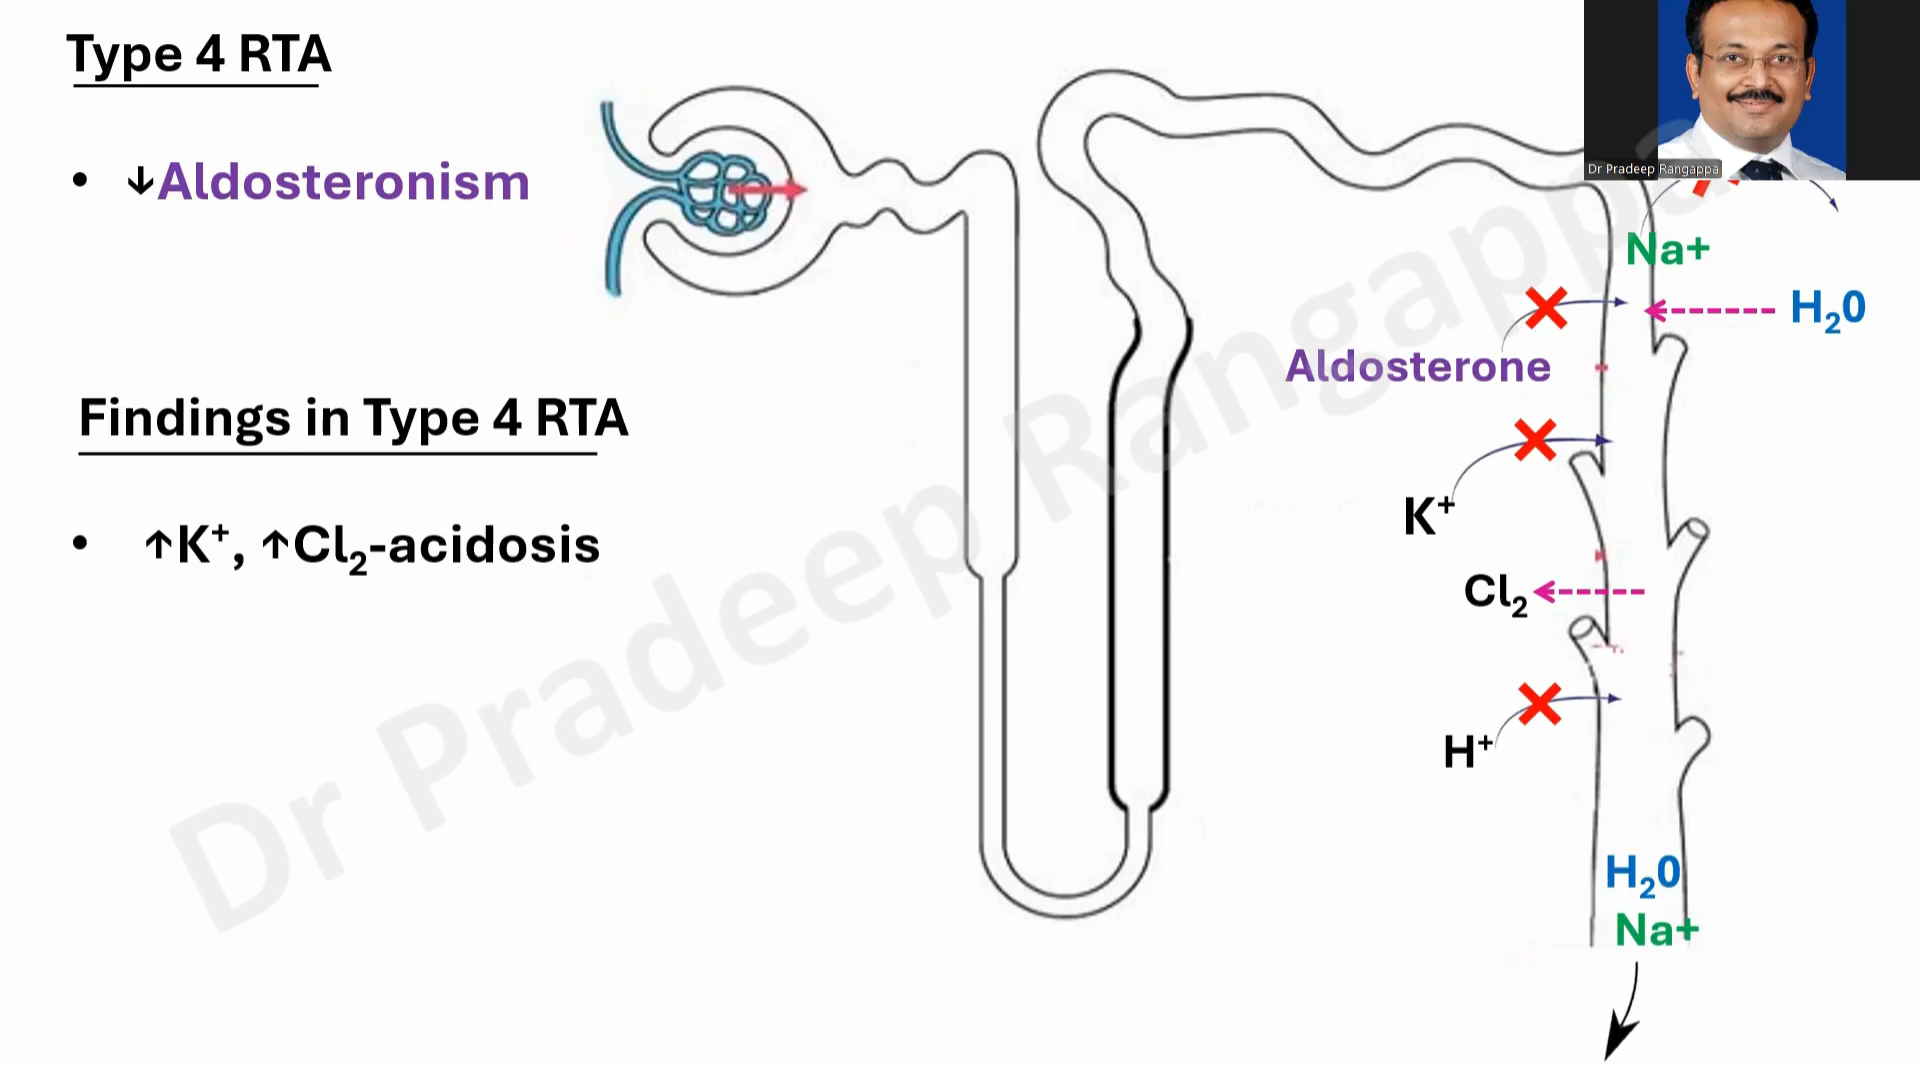 Type 4 RTA
• ↓Aldosteronism
Findings in Type 4 RTA
• ↑K⁺, ↑Cl₂-acidosis
Dr Pradeep Rangappa
Na+
H₂0
Aldosterone
K⁺
Cl₂
H⁺
H₂0
Na+
Dr Pradeep Rangappa